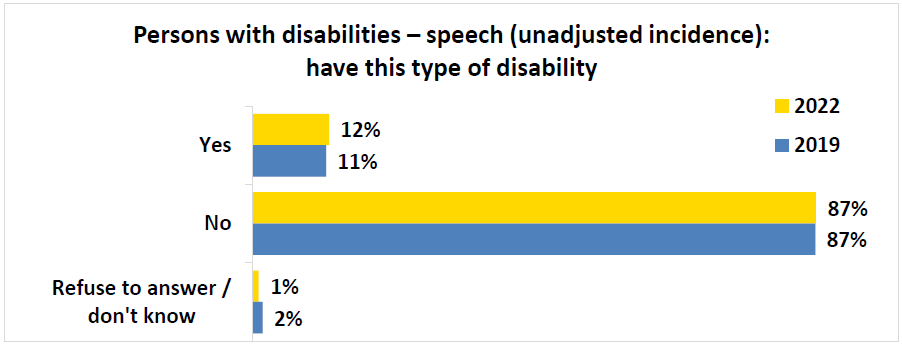 Persons with disabilities – speech (unadjusted incidence):
have this type of disability
2022
2019
Yes
12%
11%
No
87%
87%
Refuse to answer /
don't know
1%
2%